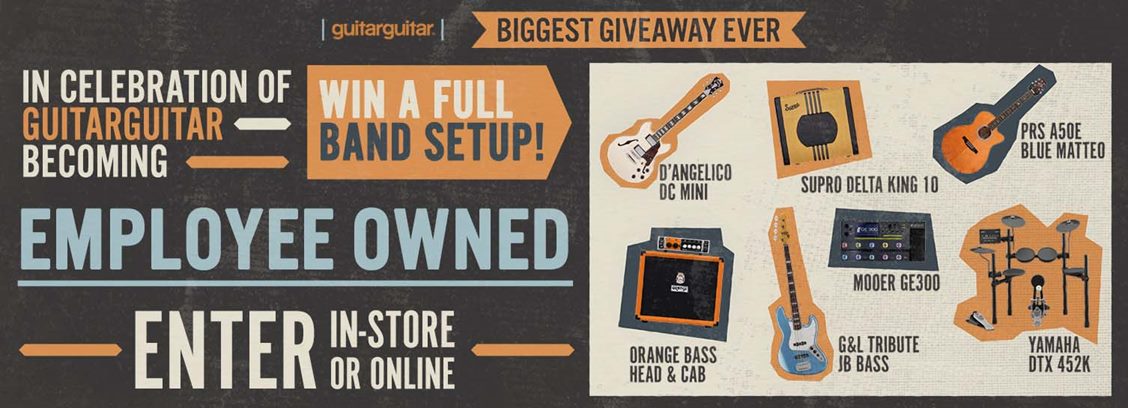 |guitarguitar|
BIGGEST GIVEAWAY EVER
IN CELEBRATION OF
GUITARGUITAR
BECOMING
WIN A FULL
BAND SETUP!
EMPLOYEE OWNED
ENTER
IN-STORE
OR ONLINE
D'ANGELICO
DC MINI
Supro
SUPRO DELTA KING 10
PRS A50E
BLUE MATTEO
ORANGE BASS
HEAD & CAB
G&L TRIBUTE
JB BASS
GE300
MOOER GE300
YAMAHA
DTX 452K